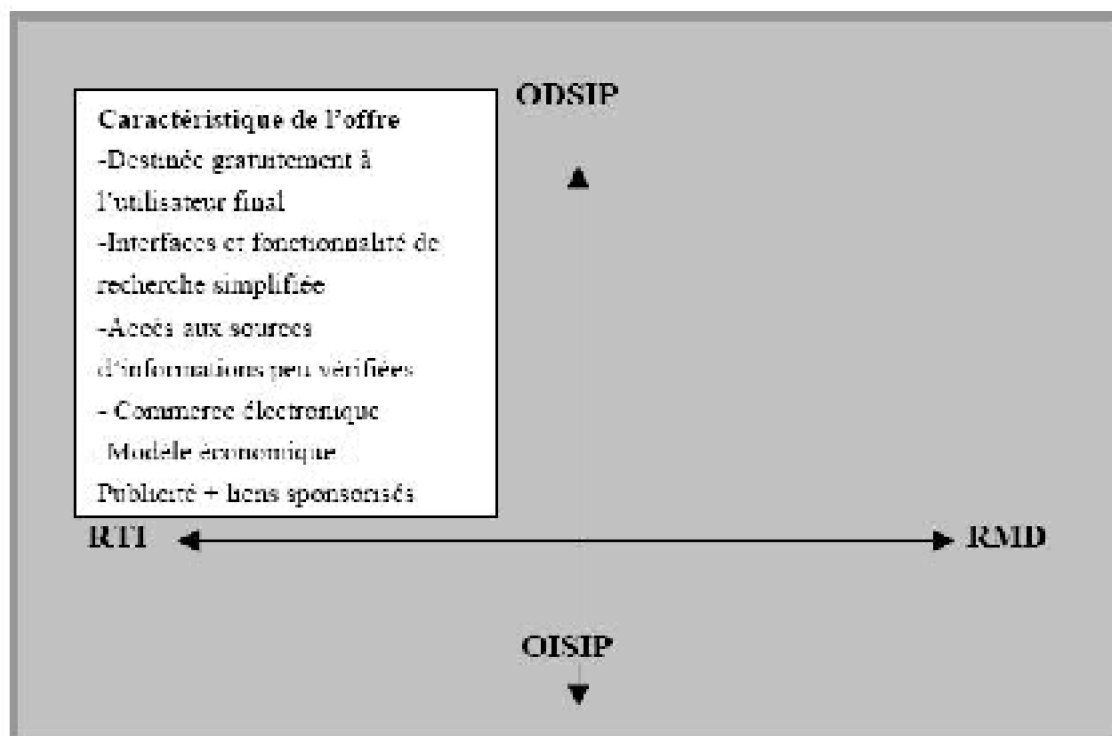 ODSIP
Caractéristique de l'offre
-Destinée gratuitement à
l'utilisateur final
-Interfaces et fonctionnalité de
recherche simplifiée
-Accès aux sources
d'informations peu vérifiées
- Commerce électronique
-Modèle économique
Publicité + liens sponsorisés
RTI
RMD
OISIP